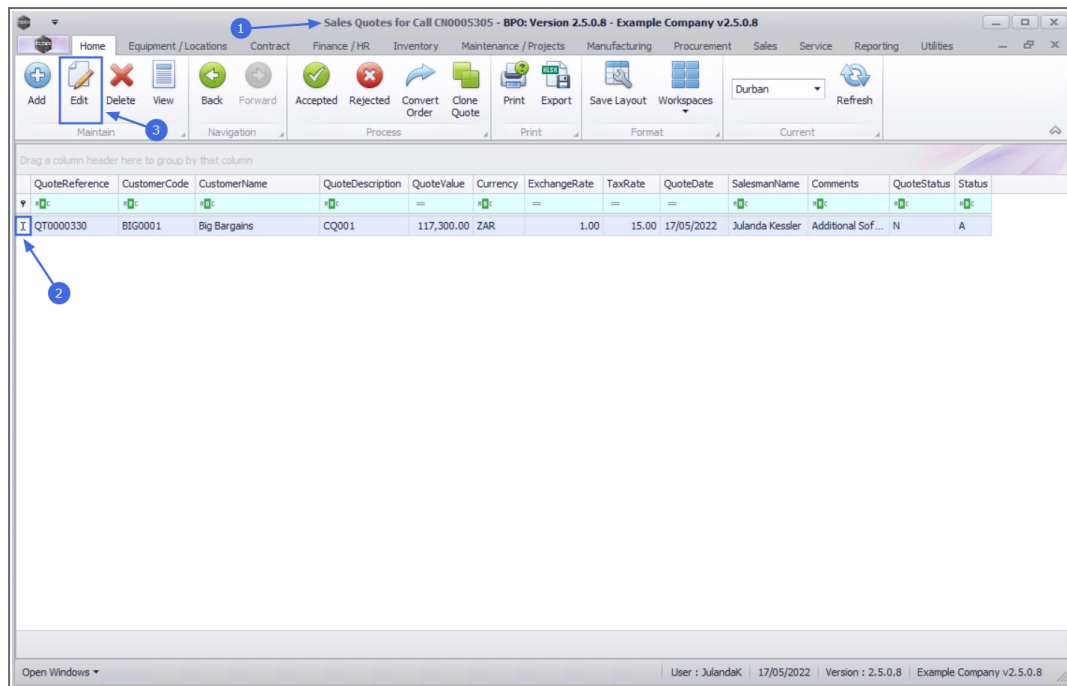 1
Sales Quotes for Call CN0005305 - BPO: Version 2.5.0.8 - Example Company v2.5.0.8
Home Equipment / Locations Contract Finance / HR Inventory Maintenance / Projects Manufacturing Procurement Sales Service Reporting Utilities
Add Edit Delete View Back Forward Accepted Rejected Convert Order Clone Quote Print Export Save Layout Workspaces Durban Refresh
3
Maintain Navigation Process Print Format Current
Drag a column header here to group by that column
QuoteReference CustomerCode CustomerName QuoteDescription QuoteValue Currency ExchangeRate TaxRate QuoteDate SalesmanName Comments QuoteStatus Status
QT0000330 BIG0001 Big Bargains CQ001 117,300.00 ZAR 1.00 15.00 17/05/2022 Julanda Kessler Additional Sof... N A
2
Open Windows User : JulandaK 17/05/2022 Version : 2.5.0.8 Example Company v2.5.0.8